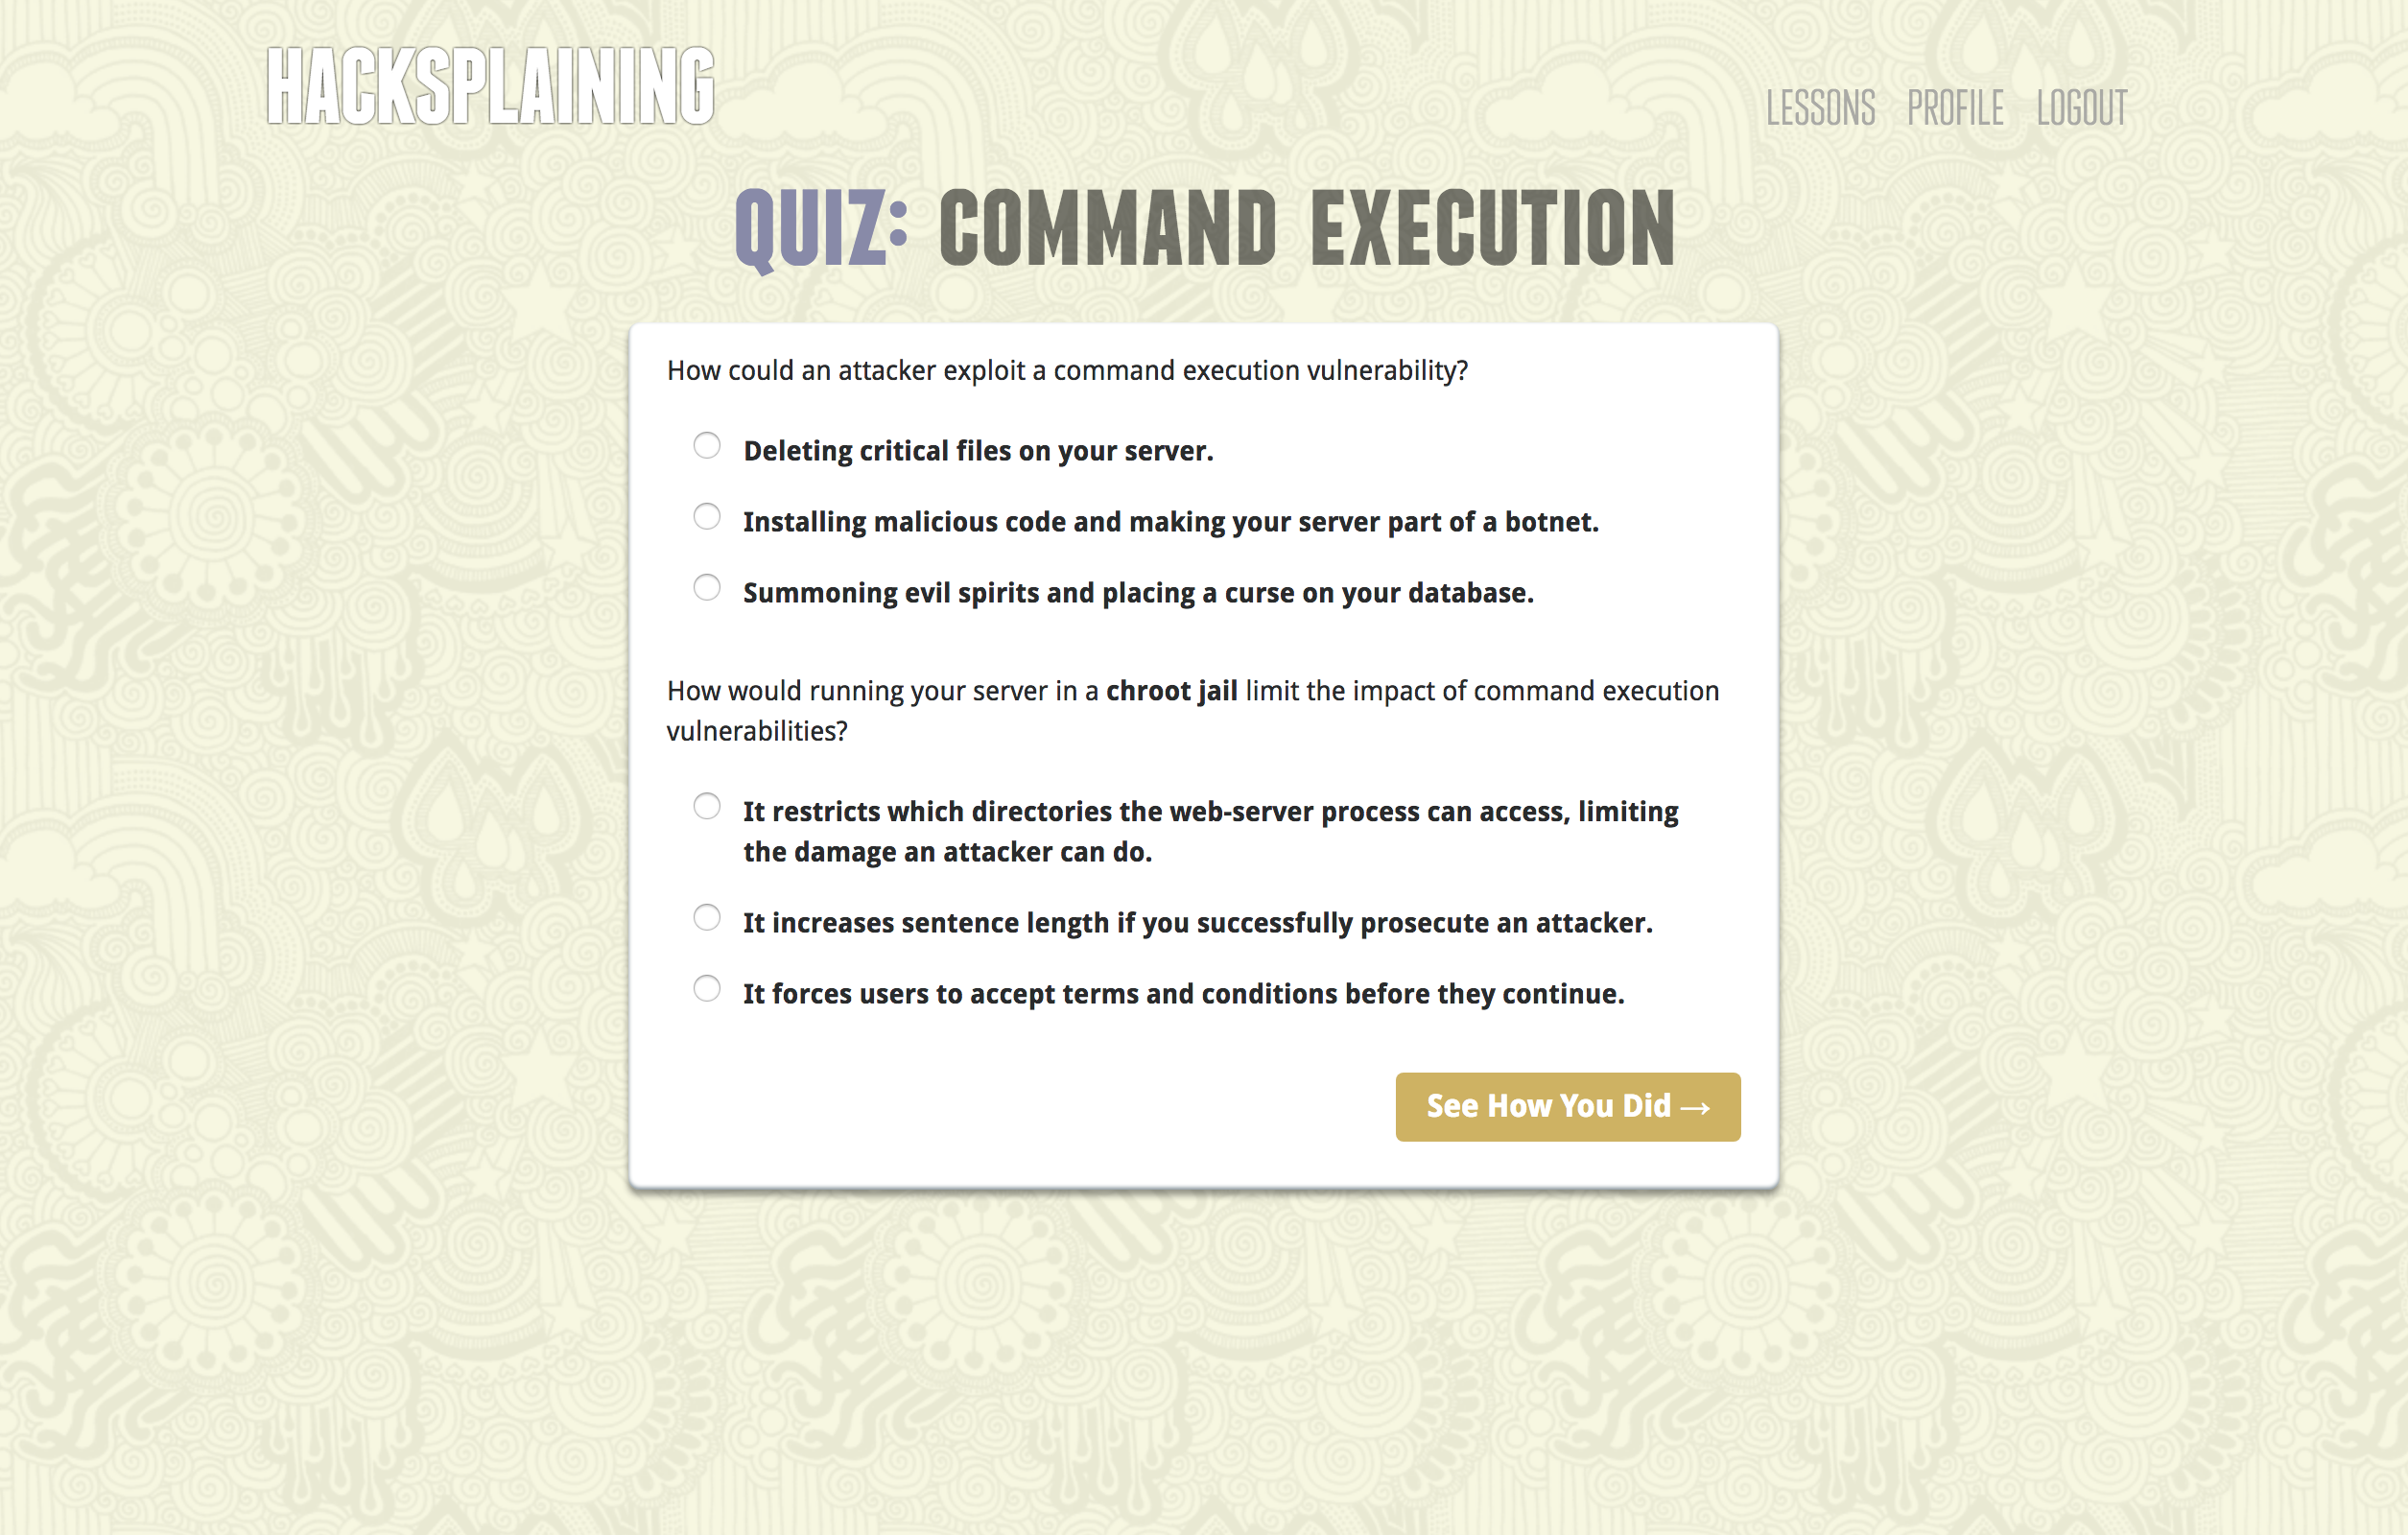 HACKSPLAINING
LESSONS PROFILE LOGOUT
QUIZ: COMMAND EXECUTION
How could an attacker exploit a command execution vulnerability?
Deleting critical files on your server.
Installing malicious code and making your server part of a botnet.
Summoning evil spirits and placing a curse on your database.
How would running your server in a chroot jail limit the impact of command execution
vulnerabilities?
It restricts which directories the web-server process can access, limiting
the damage an attacker can do.
It increases sentence length if you successfully prosecute an attacker.
It forces users to accept terms and conditions before they continue.
See How You Did →